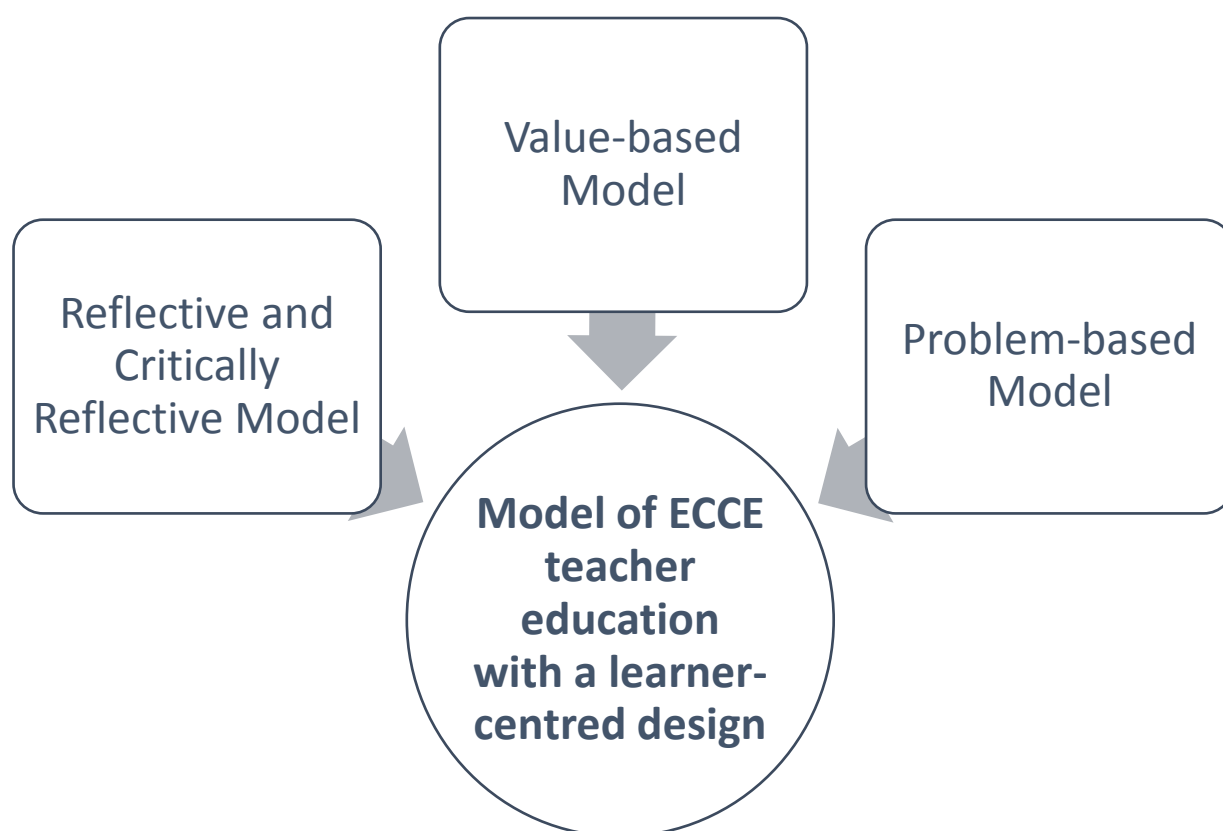 Value-based
Model
Reflective and
Critically
Reflective Model
Problem-based
Model
Model of ECCE
teacher
education
with a learner-
centred design